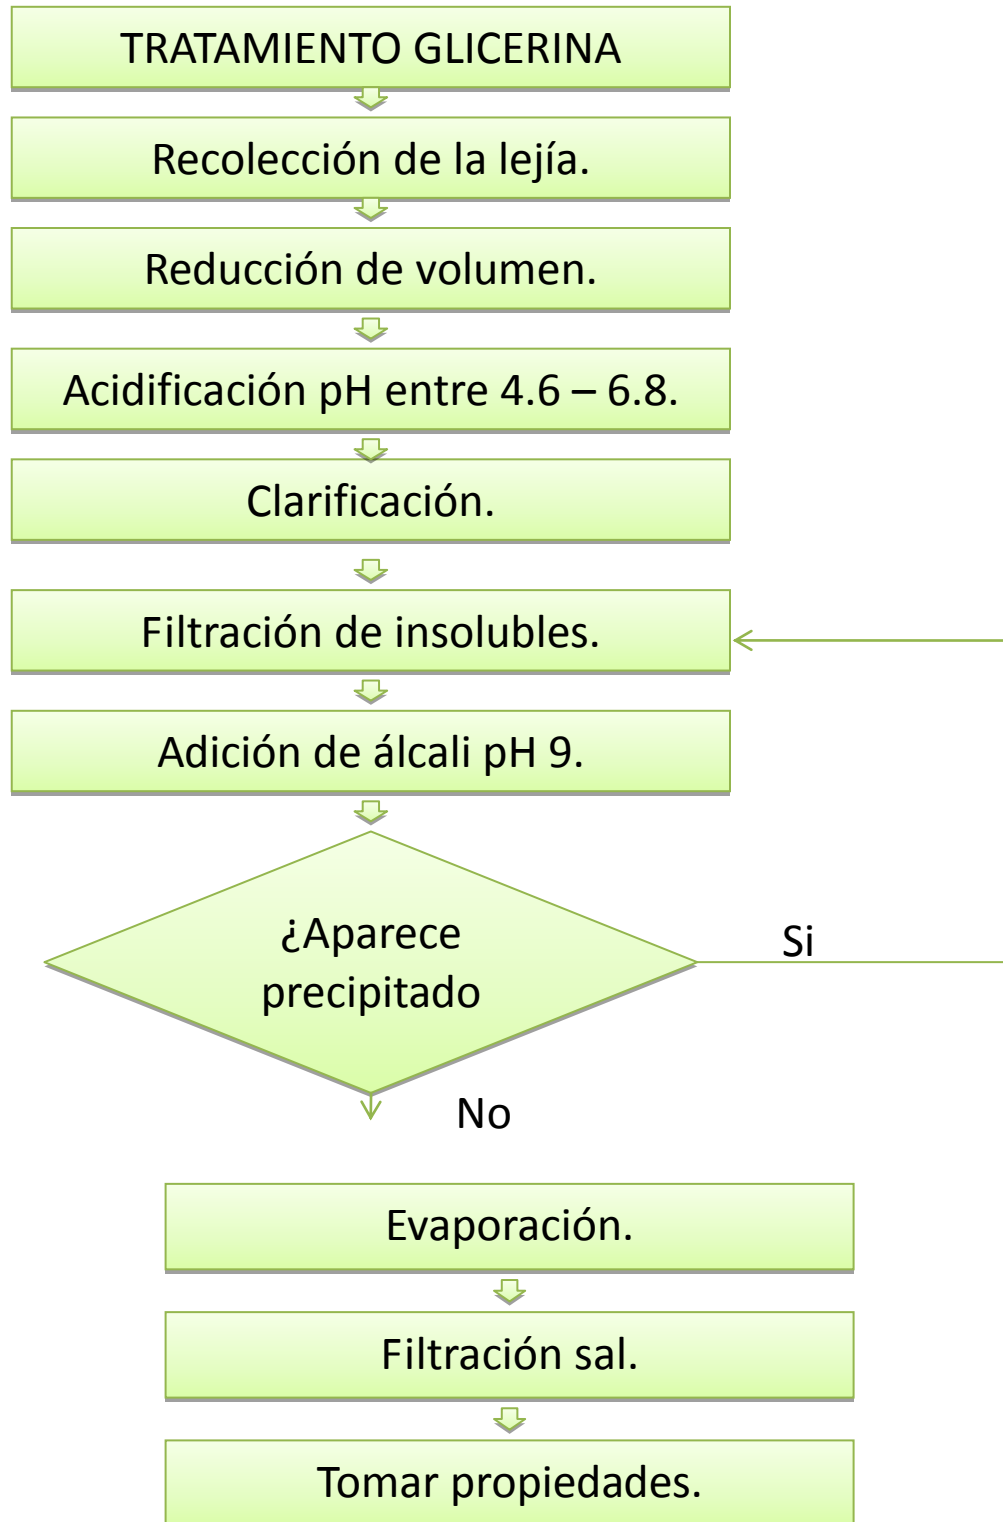 TRATAMIENTO GLICERINA
Recolección de la lejía.
Reducción de volumen.
Acidificación pH entre 4.6 – 6.8.
Clarificación.
Filtración de insolubles.
Adición de álcali pH 9.
¿Aparece
precipitado
Si
No
Evaporación.
Filtración sal.
Tomar propiedades.